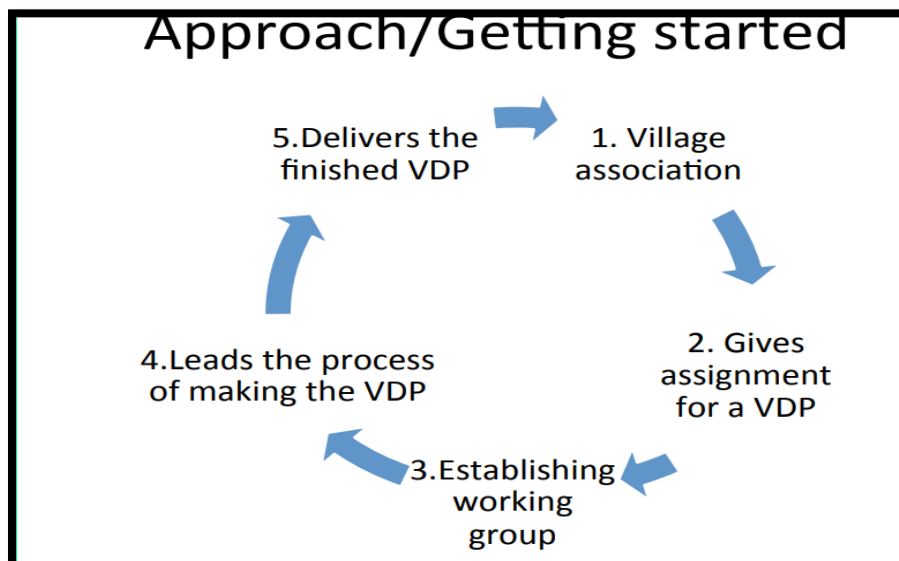 Approach/Getting started
1. Village
association
2. Gives
assignment
for a VDP
3.Establishing
working
group
4.Leads the process
of making the VDP
5.Delivers the
finished VDP